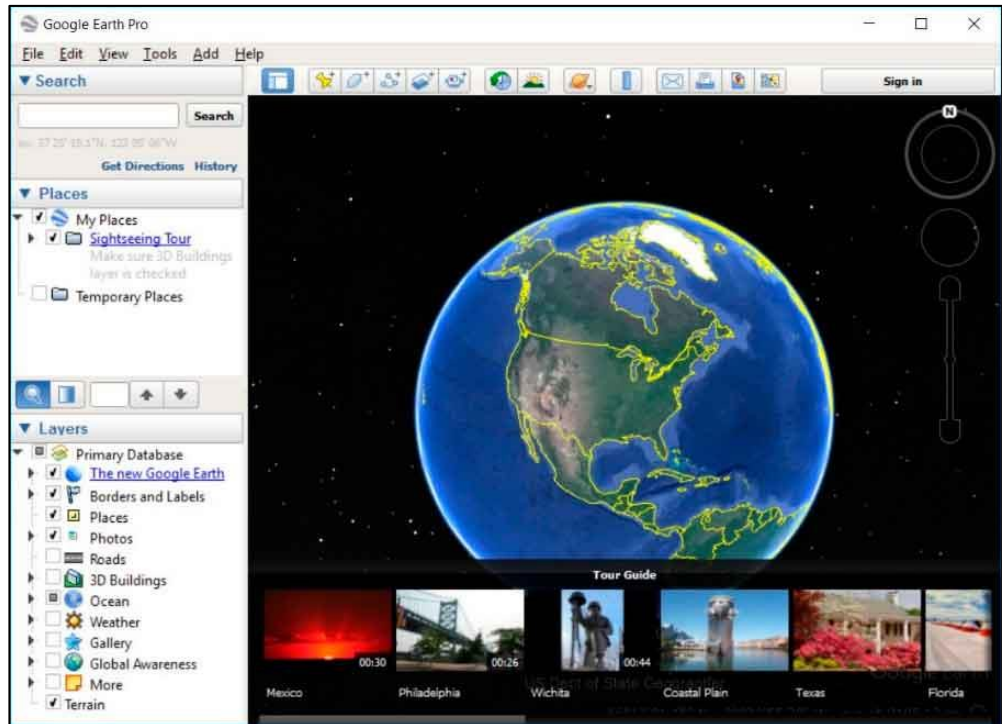 Google Earth Pro
File Edit View Tools Add Help
Search
Sign in
Search
Get Directions History
N
Places
My Places
Sightseeing Tour
Make sure 3D Buildings
layer is checked
Temporary Places
Layers
Primary Database
The new Google Earth
Borders and Labels
Places
Photos
Roads
3D Buildings
Ocean
Weather
Gallery
Global Awareness
More
Terrain
Tour Guide
00:30 00:26 00:44
Mexico Philadelphia Wichita Coastal Plain Texas Florida
US Dept of State Geographer
Google Earth